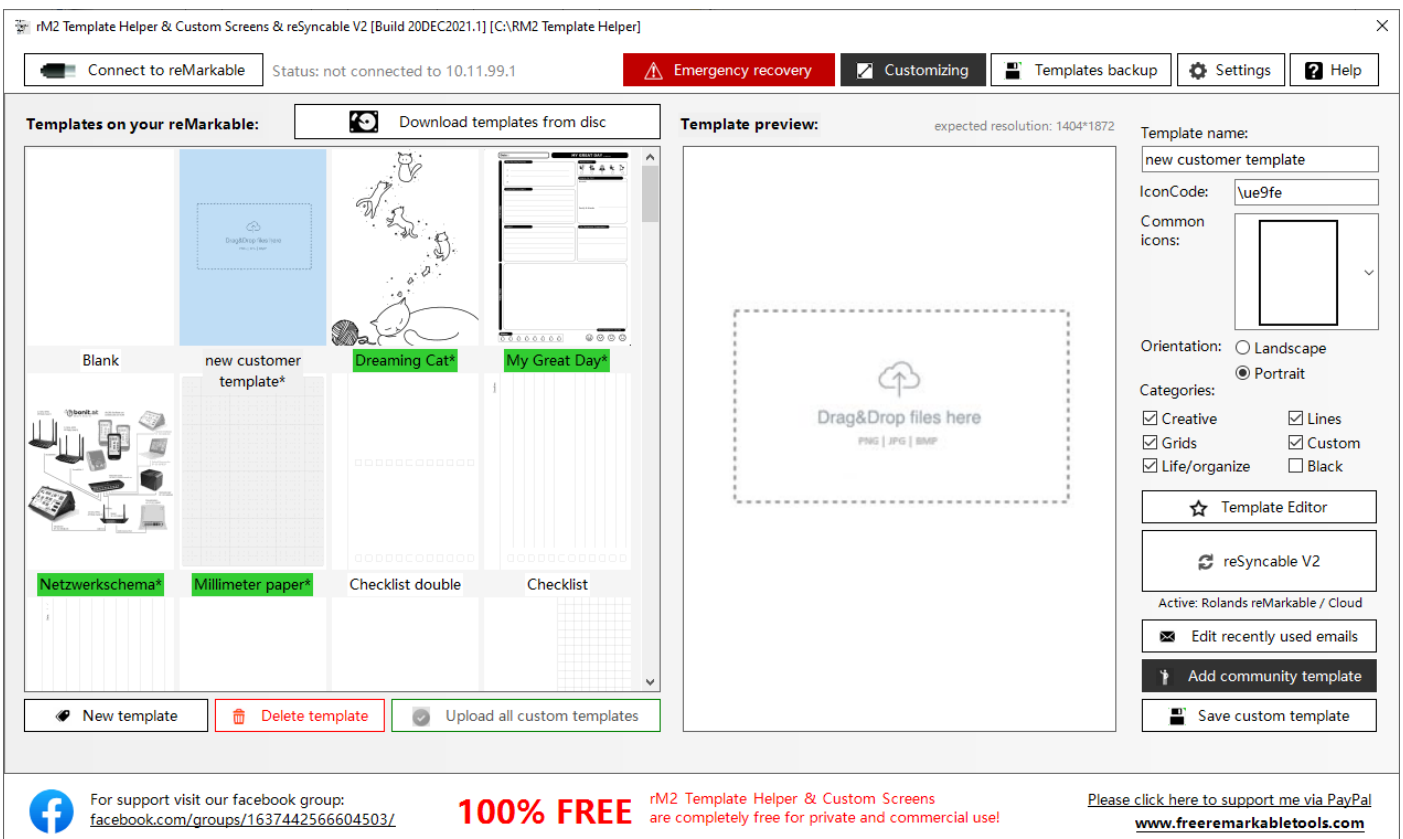 rM2 Template Helper & Custom Screens & reSyncable V2 [Build 20DEC2021.1] [C:\RM2 Template Helper]
Connect to reMarkable
Status: not connected to 10.11.99.1
Emergency recovery
Customizing
Templates backup
Settings
Help
Templates on your reMarkable:
Download templates from disc
Template preview:
expected resolution: 1404*1872
Template name:
new customer template
IconCode:
\ue9fe
Common
icons:
Orientation:
Landscape
Portrait
Categories:
Creative
Lines
Grids
Custom
Life/organize
Black
Template Editor
reSyncable V2
Active: Rolands reMarkable / Cloud
Edit recently used emails
Add community template
Save custom template
Drag&Drop files here
PNG | JPG | BMP
MY GREAT DAY
Blank
new customer
template*
Dreaming Cat*
My Great Day*
bonit.at
Drag&Drop files here
PNG | JPG | BMP
Netzwerkschema*
Millimeter paper*
Checklist double
Checklist
New template
Delete template
Upload all custom templates
For support visit our facebook group:
facebook.com/groups/1637442566604503/
100% FREE
rM2 Template Helper & Custom Screens
are completely free for private and commercial use!
Please click here to support me via PayPal
www.freeremarkabletools.com